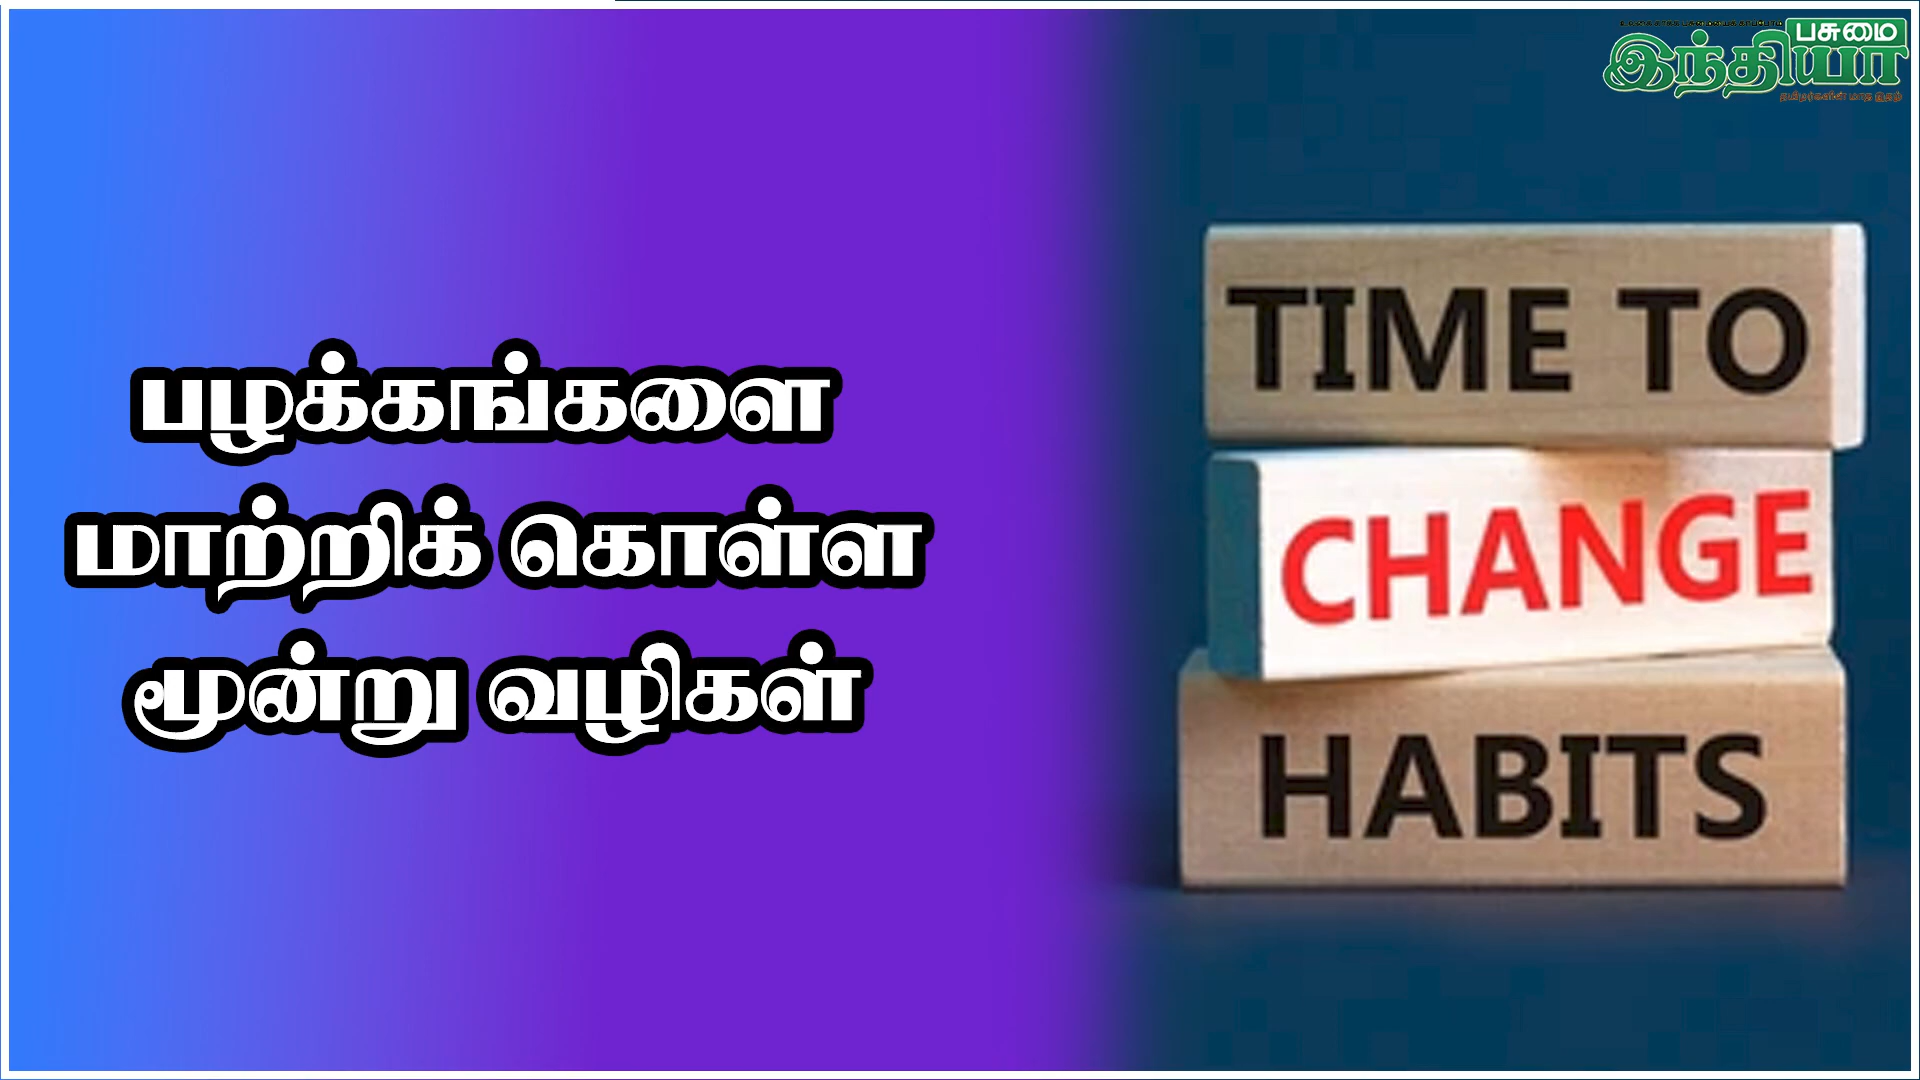 பசுமை
இந்தியா
பழக்கங்களை
மாற்றிக் கொள்ள
மூன்று வழிகள்
TIME TO
CHANGE
HABITS